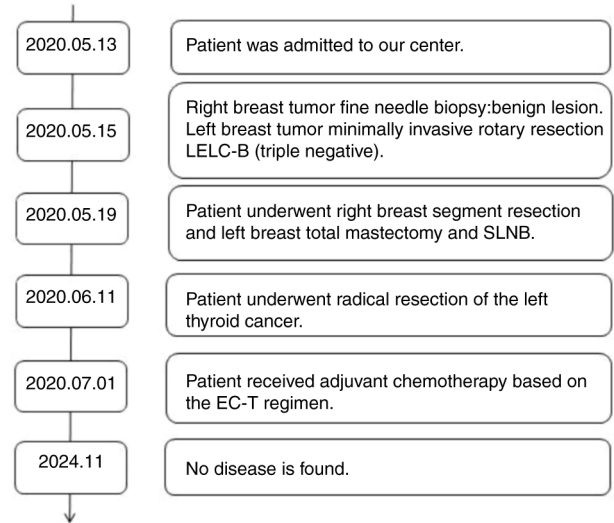 2020.05.13
Patient was admitted to our center.
2020.05.15
Right breast tumor fine needle biopsy:benign lesion.
Left breast tumor minimally invasive rotary resection
LELC-B (triple negative).
2020.05.19
Patient underwent right breast segment resection
and left breast total mastectomy and SLNB.
2020.06.11
Patient underwent radical resection of the left
thyroid cancer.
2020.07.01
Patient received adjuvant chemotherapy based on
the EC-T regimen.
2024.11
No disease is found.